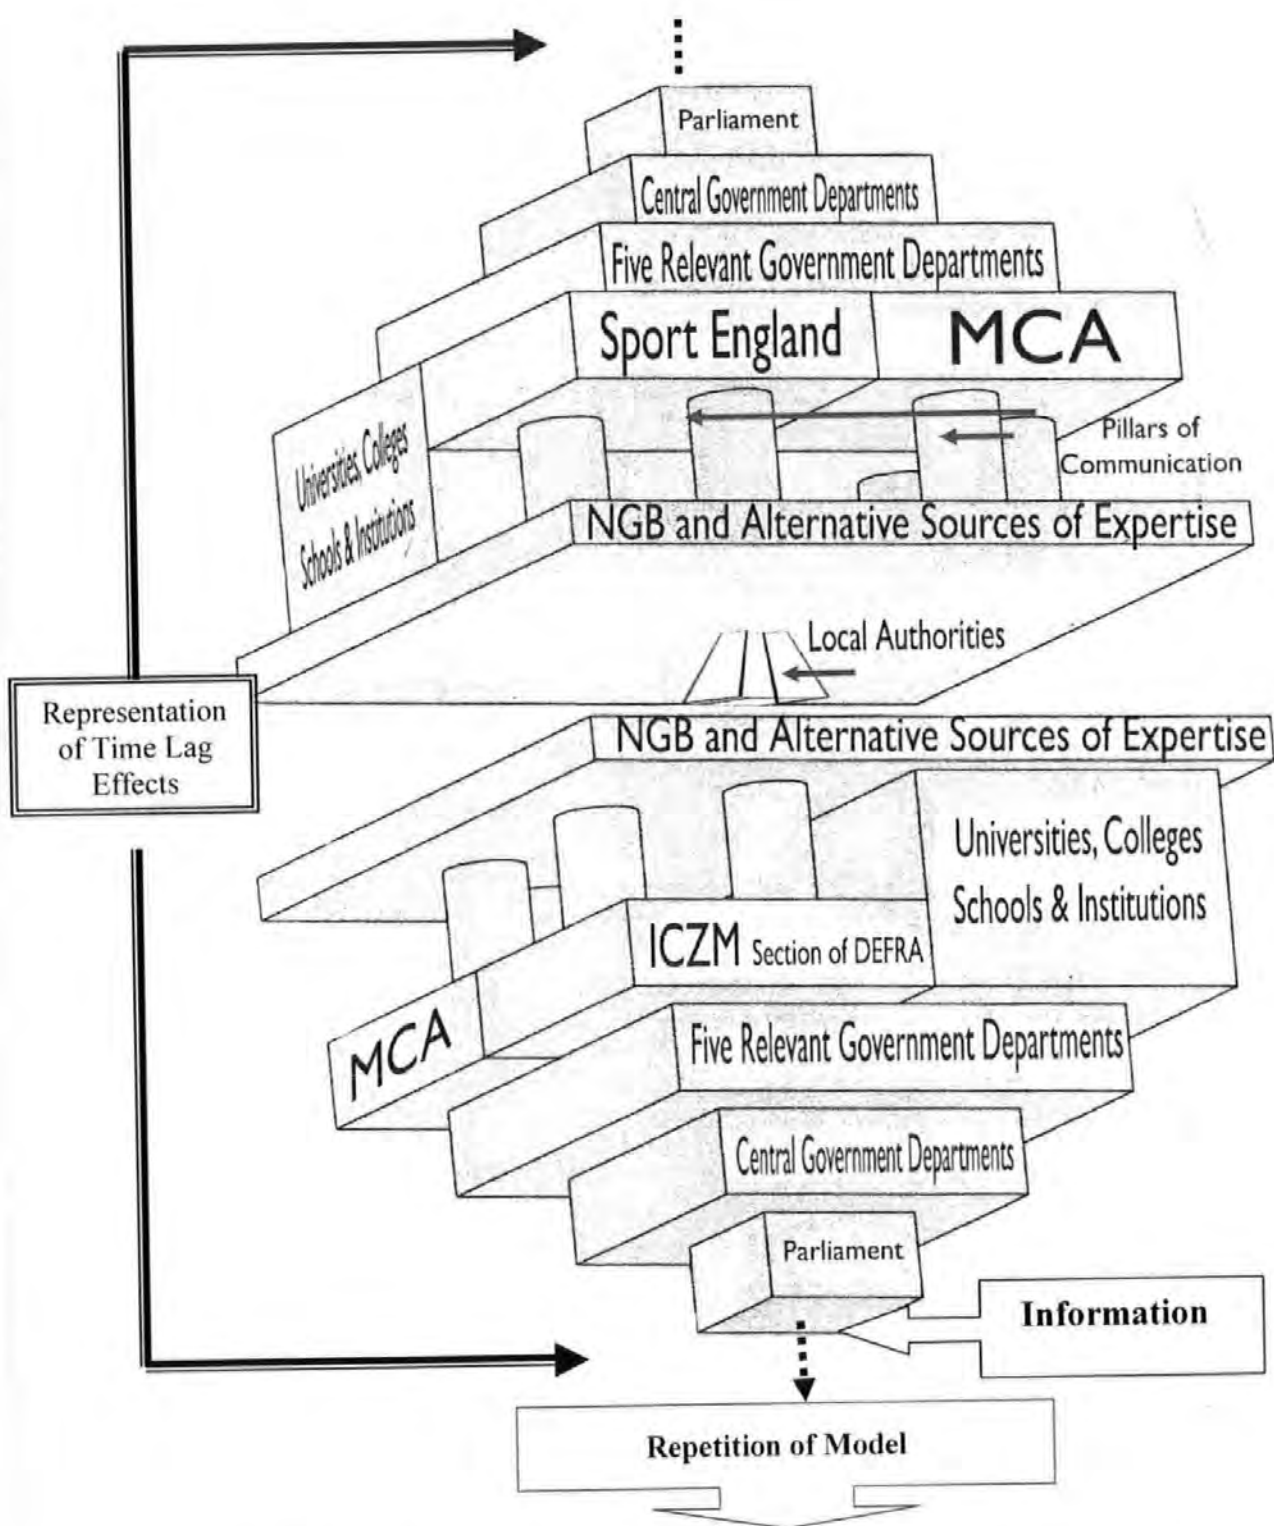 Parliament
Central Government Departments
Five Relevant Government Departments
Sport England
MCA
Universities, Colleges
Schools & Institutions
Pillars of
Communication
NGB and Alternative Sources of Expertise
Local Authorities
Representation
of Time Lag
Effects
NGB and Alternative Sources of Expertise
Universities, Colleges
Schools & Institutions
ICZM Section of DEFRA
MCA
Five Relevant Government Departments
Central Government Departments
Parliament
Information
Repetition of Model